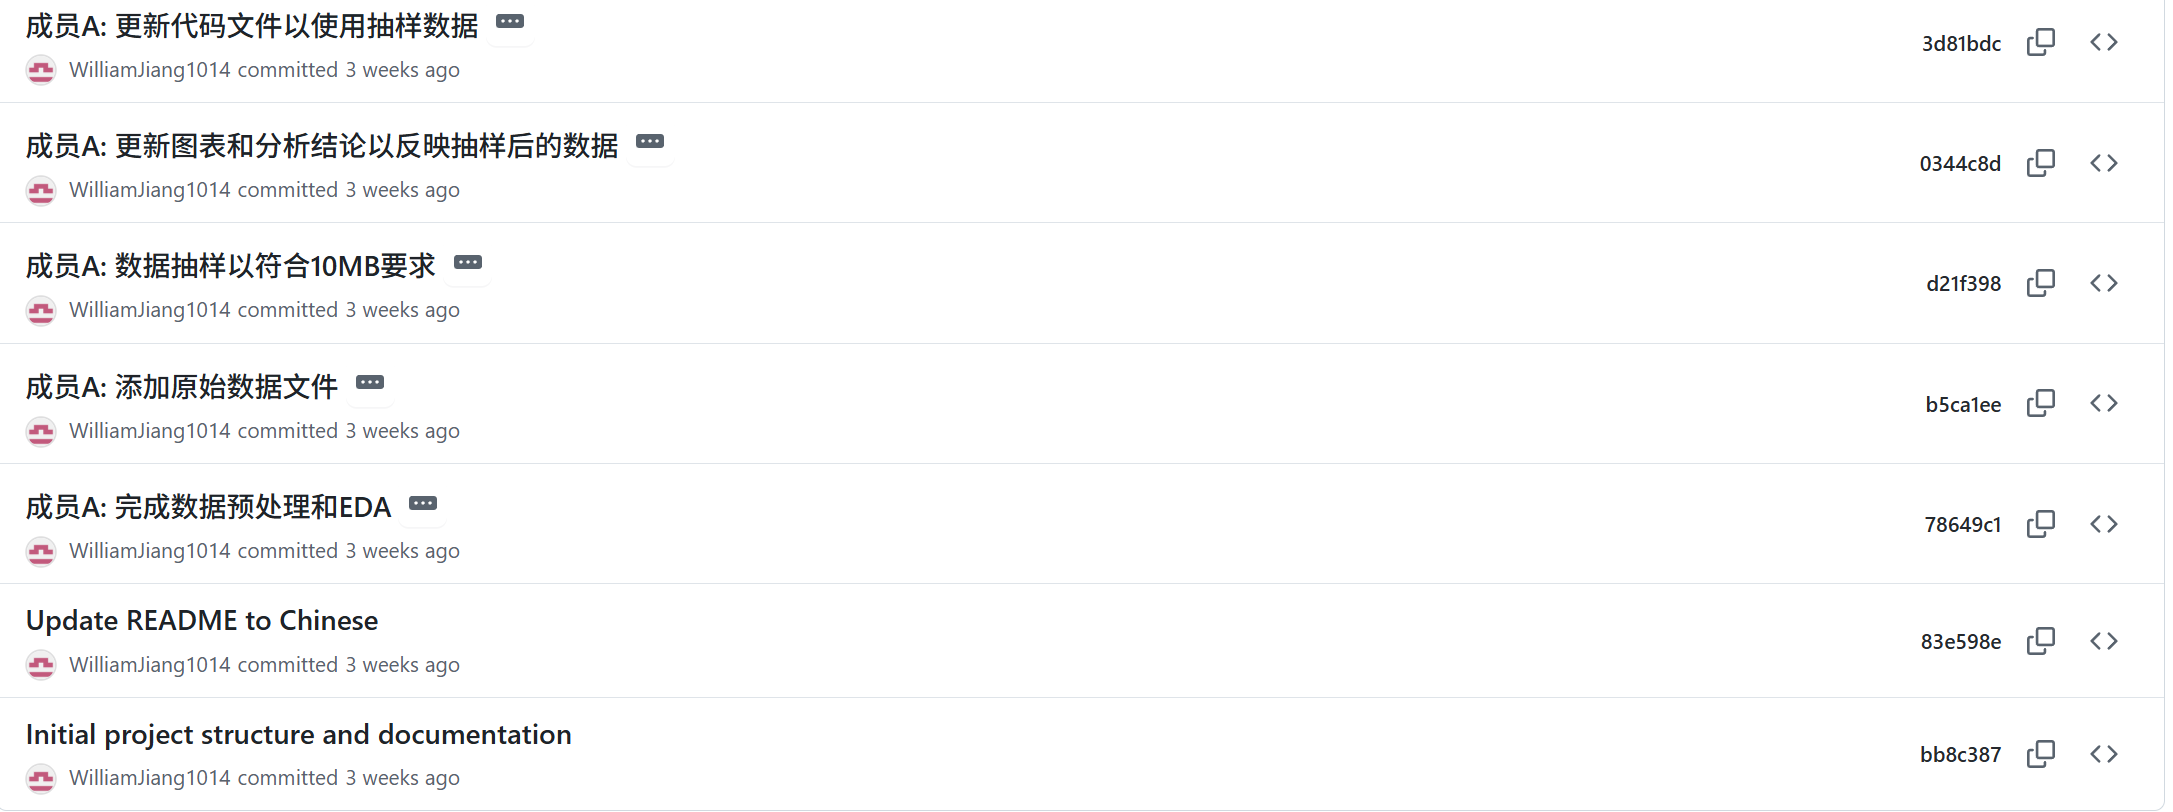 成员A: 更新代码文件以使用抽样数据
WilliamJiang1014 committed 3 weeks ago
3d81bdc
成员A: 更新图表和分析结论以反映抽样后的数据
WilliamJiang1014 committed 3 weeks ago
0344c8d
成员A: 数据抽样以符合10MB要求
WilliamJiang1014 committed 3 weeks ago
d21f398
成员A: 添加原始数据文件
WilliamJiang1014 committed 3 weeks ago
b5ca1ee
成员A: 完成数据预处理和EDA
WilliamJiang1014 committed 3 weeks ago
78649c1
Update README to Chinese
WilliamJiang1014 committed 3 weeks ago
83e598e
Initial project structure and documentation
WilliamJiang1014 committed 3 weeks ago
bb8c387